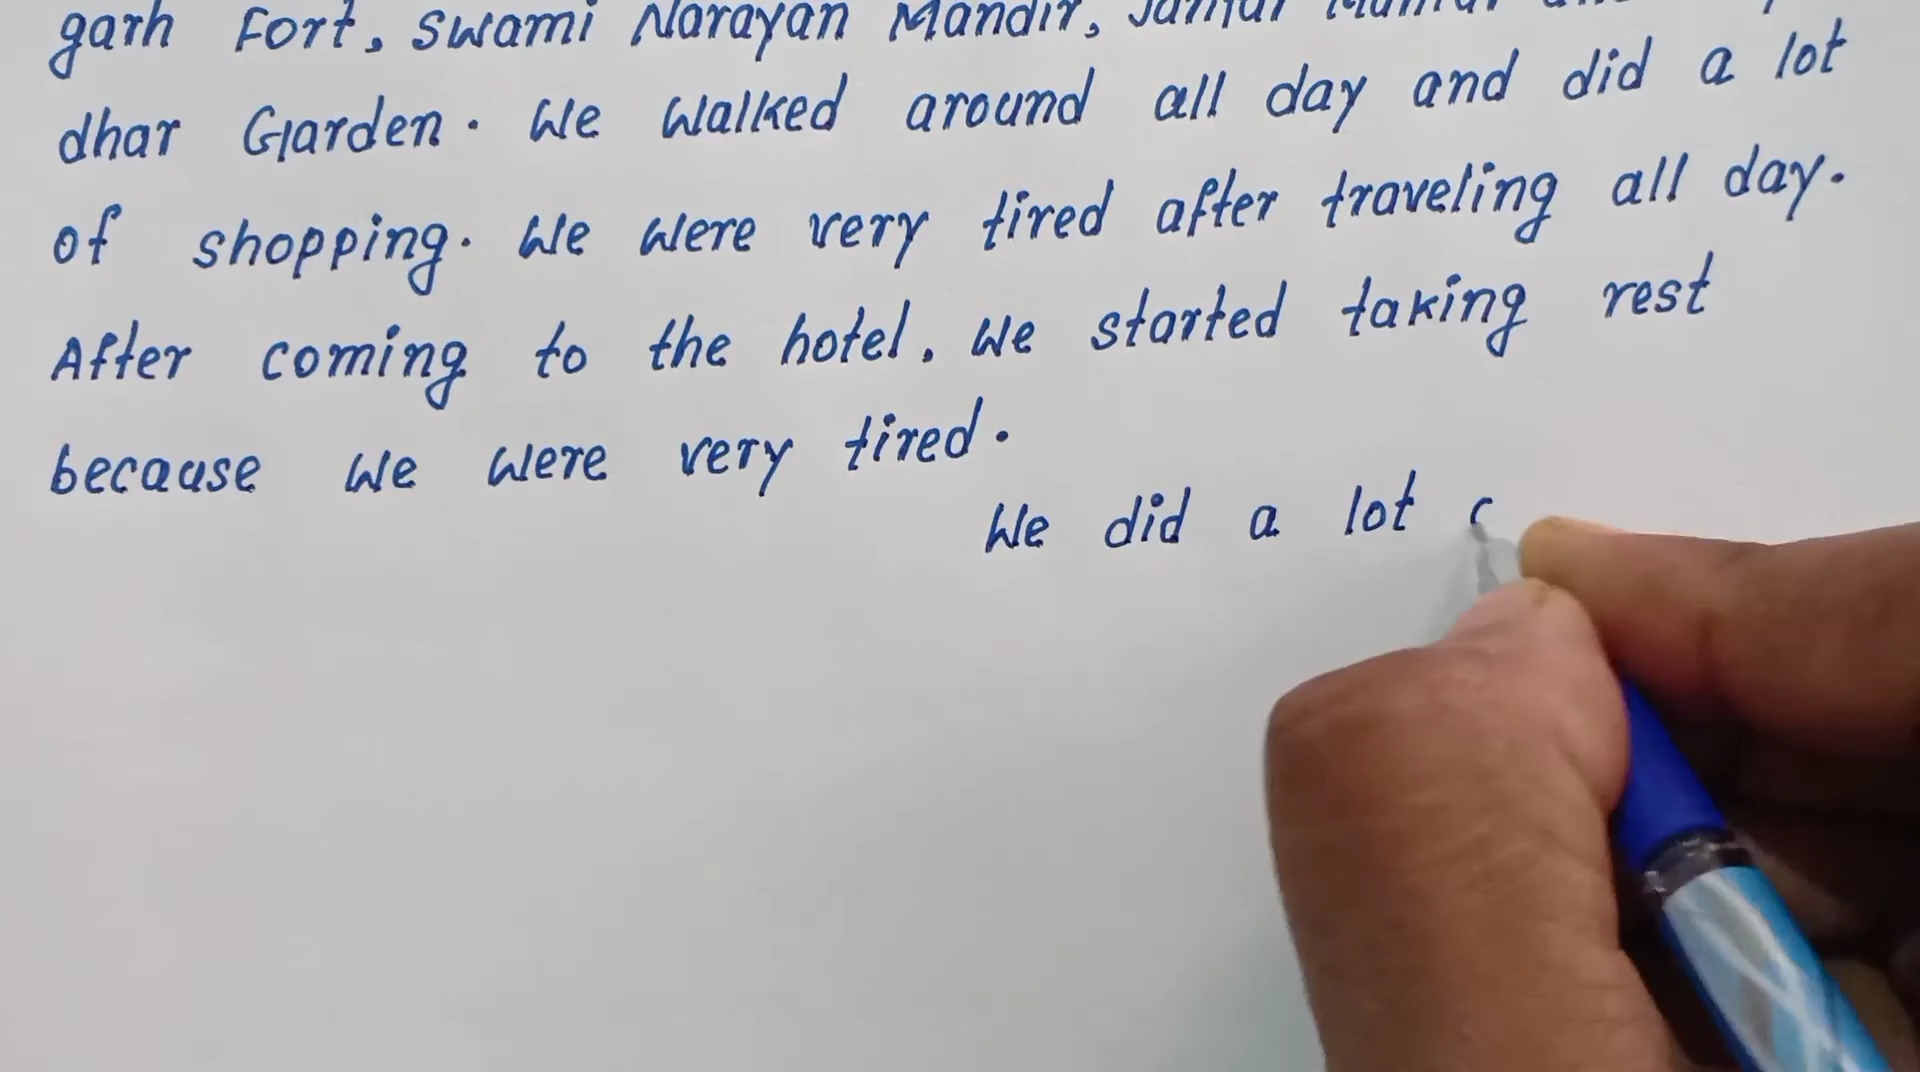 garh Fort, Swami Narayan Mandir,
dhar Garden. We walked around all day and did a lot
of shopping. We were very tired after traveling all day.
After coming to the hotel, we started taking rest
because we were very tired.
We did a lot